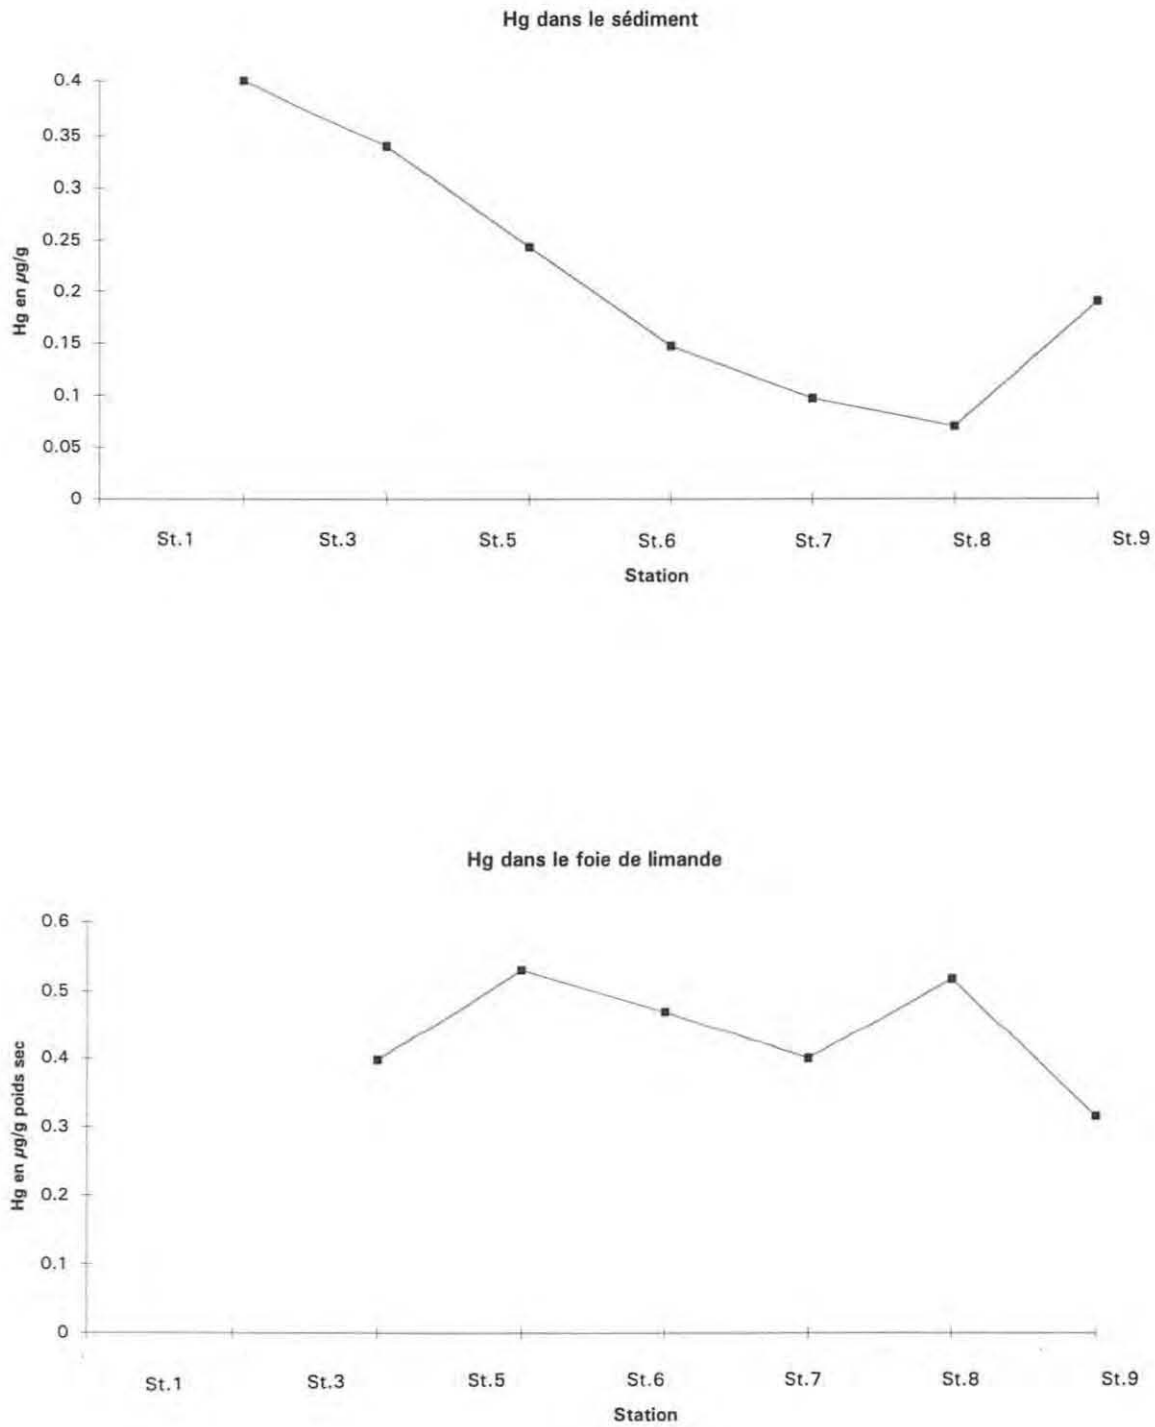 Hg dans le sédiment
0.4
0.35
0.3
0.25
0.2
0.15
0.1
0.05
0
Hg en µg/g
St.1 St.3 St.5 St.6 St.7 St.8 St.9
Station
Hg dans le foie de limande
0.6
0.5
0.4
0.3
0.2
0.1
0
Hg en µg/g poids sec
St.1 St.3 St.5 St.6 St.7 St.8 St.9
Station